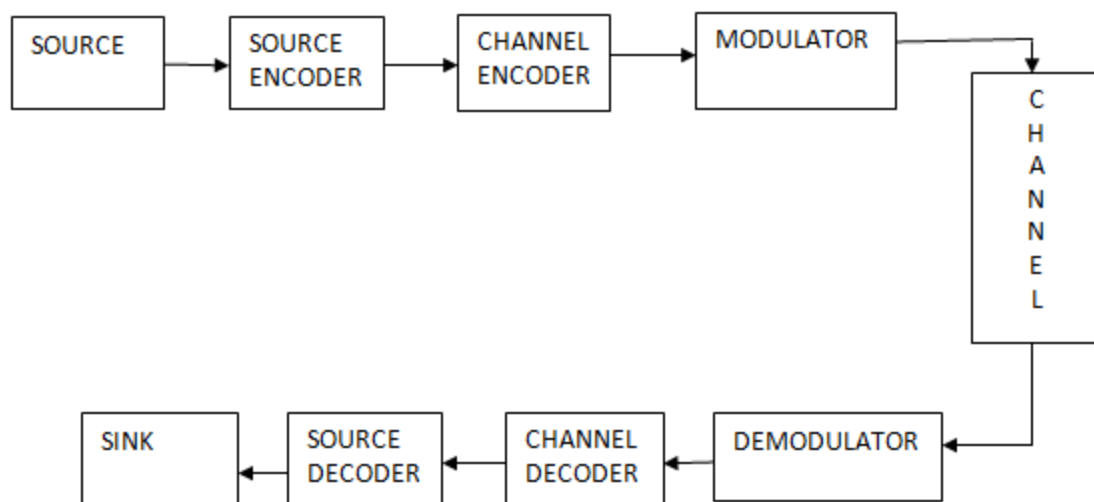 SOURCE
SOURCE
ENCODER
CHANNEL
ENCODER
MODULATOR
C
H
A
N
N
E
L
SINK
SOURCE
DECODER
CHANNEL
DECODER
DEMODULATOR